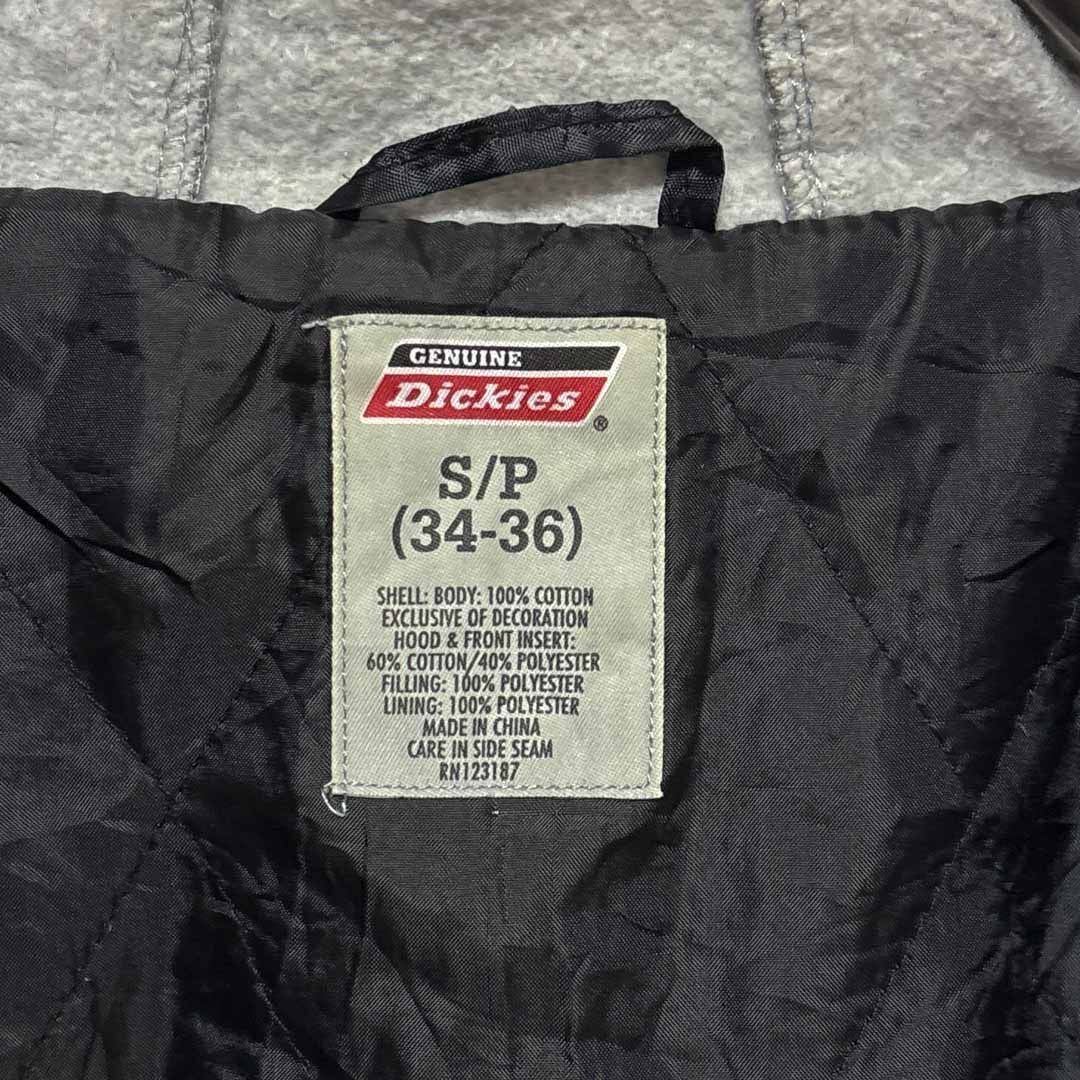 GENUINE
Dickies®
S/P
(34-36)
SHELL: BODY: 100% COTTON
EXCLUSIVE OF DECORATION
HOOD & FRONT INSERT:
60% COTTON/40% POLYESTER
FILLING: 100% POLYESTER
LINING: 100% POLYESTER
MADE IN CHINA
CARE IN SIDE SEAM
RN123187